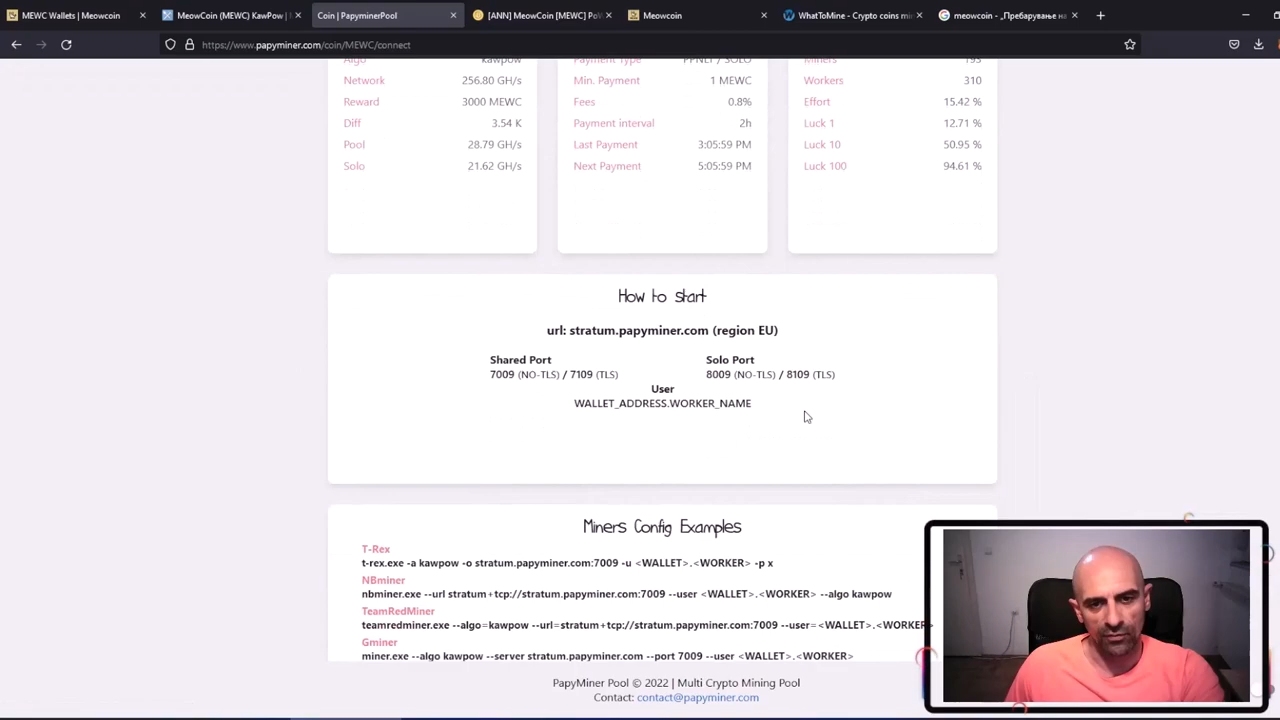 MEWC Wallets | Meowcoin
MeowCoin (MEWC) KawPow |
Coin | PapyminerPool
[ANN] MeowCoin [MEWC] Po
Meowcoin
WhatToMine - Crypto coins mi
meowcoin - „Пребарување на
https://www.papyminer.com/coin/MEWC/connect
Algo kawpow
Network 256.80 GH/s
Reward 3000 MEWC
Diff 3.54 K
Pool 28.79 GH/s
Solo 21.62 GH/s
Payment Type PPNLT / SOLO
Min. Payment 1 MEWC
Fees 0.8%
Payment interval 2h
Last Payment 3:05:59 PM
Next Payment 5:05:59 PM
Miners 193
Workers 310
Effort 15.42 %
Luck 1 12.71 %
Luck 10 50.95 %
Luck 100 94.61 %
How to start
url: stratum.papyminer.com (region EU)
Shared Port
7009 (NO-TLS) / 7109 (TLS)
Solo Port
8009 (NO-TLS) / 8109 (TLS)
User
WALLET_ADDRESS.WORKER_NAME
Miners Config Examples
T-Rex
t-rex.exe -a kawpow -o stratum.papyminer.com:7009 -u <WALLET>.<WORKER> -p x
NBminer
nbminer.exe --url stratum+tcp://stratum.papyminer.com:7009 --user <WALLET>.<WORKER> --algo kawpow
TeamRedMiner
teamredminer.exe --algo=kawpow --url=stratum+tcp://stratum.papyminer.com:7009 --user= <WALLET>.<WORKER>
Gminer
miner.exe --algo kawpow --server stratum.papyminer.com --port 7009 --user <WALLET>.<WORKER>
PapyMiner Pool © 2022 | Multi Crypto Mining Pool
Contact: contact@papyminer.com